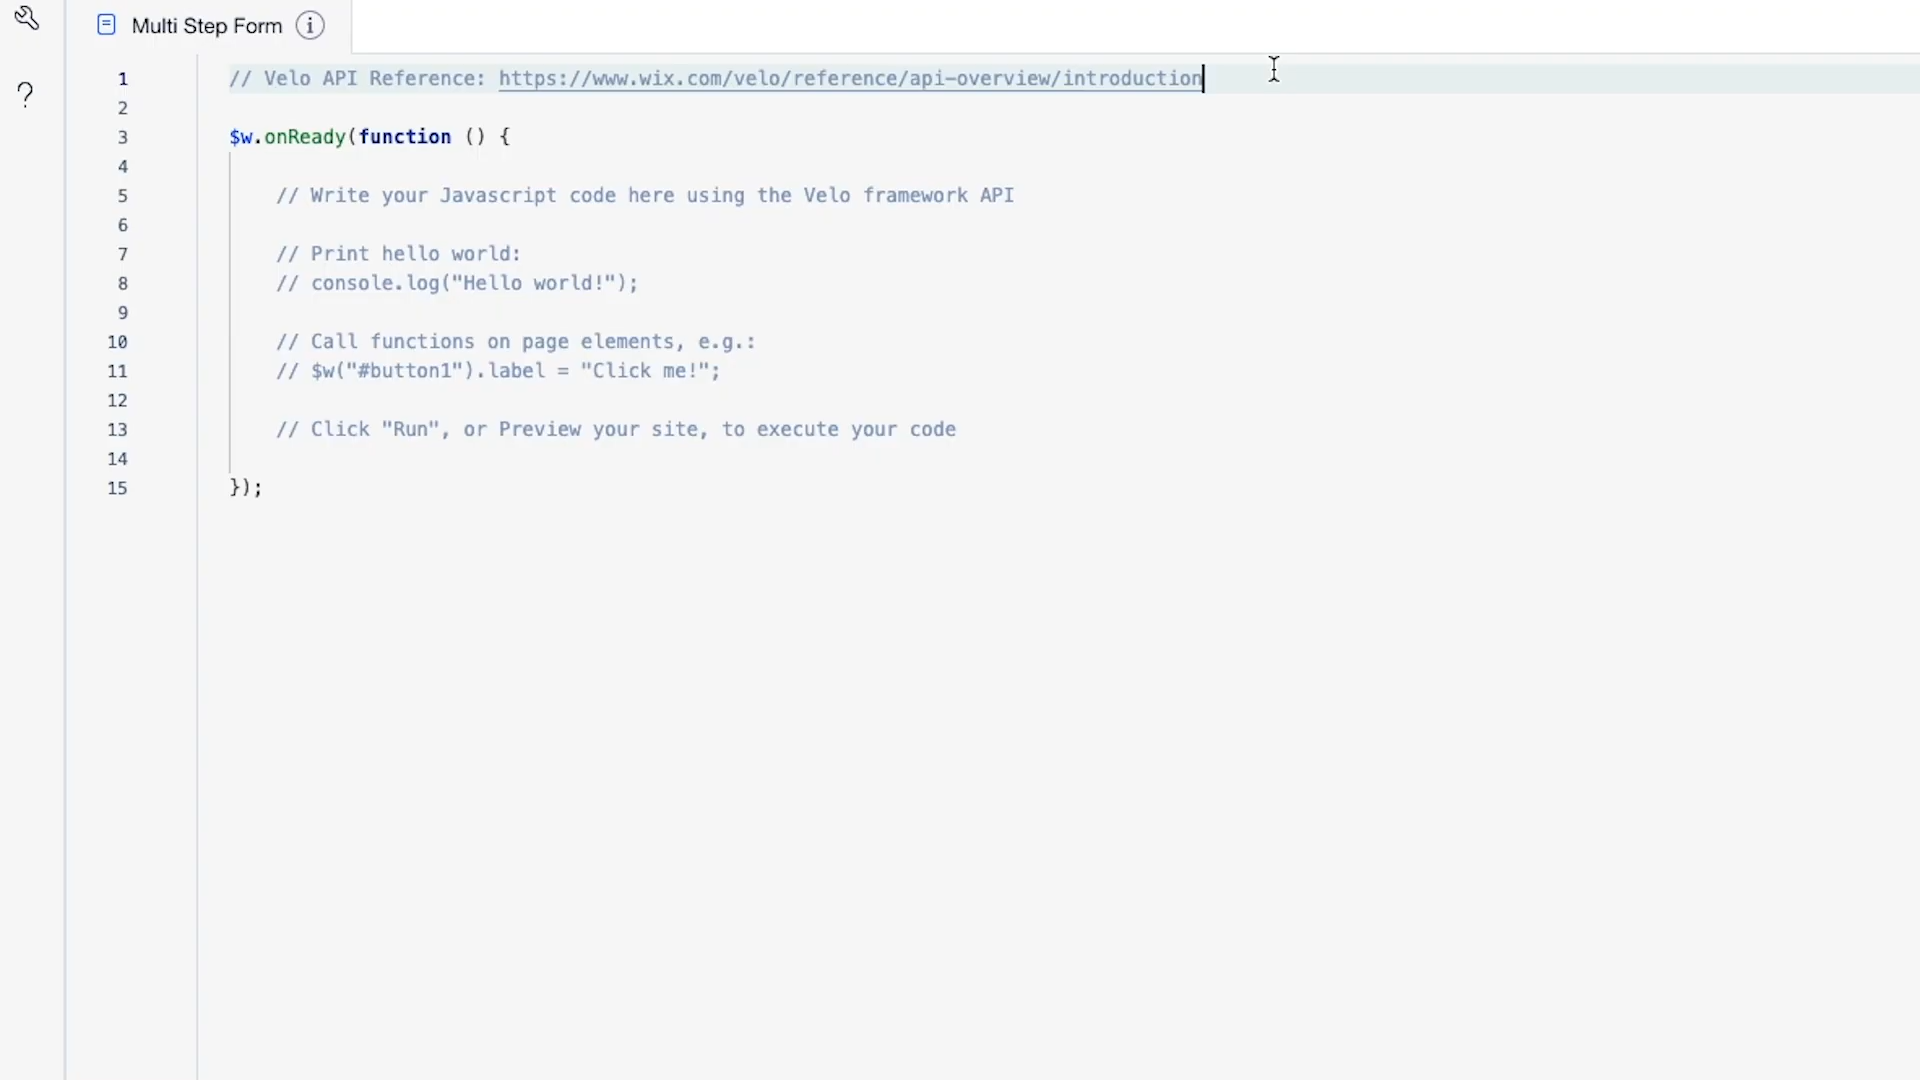 Multi Step Form
1 // Velo API Reference: https://www.wix.com/velo/reference/api-overview/introduction
2
3 $w.onReady(function () {
4
5 // Write your Javascript code here using the Velo framework API
6
7 // Print hello world:
8 // console.log("Hello world!");
9
10 // Call functions on page elements, e.g.:
11 // $w("#button1").label = "Click me!";
12
13 // Click "Run", or Preview your site, to execute your code
14
15 });